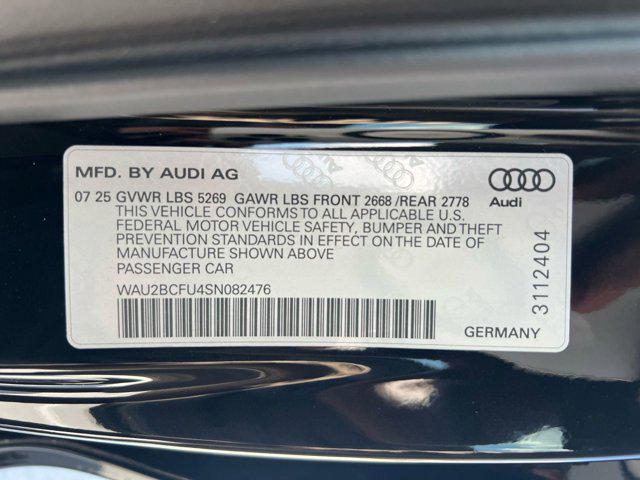 MFD. BY AUDI AG
07 25 GVWR LBS 5269 GAWR LBS FRONT 2668 /REAR 2778
THIS VEHICLE CONFORMS TO ALL APPLICABLE U.S.
FEDERAL MOTOR VEHICLE SAFETY, BUMPER AND THEFT
PREVENTION STANDARDS IN EFFECT ON THE DATE OF
MANUFACTURE SHOWN ABOVE
PASSENGER CAR
WAU2BCFU4SN082476
Audi
3112404
GERMANY